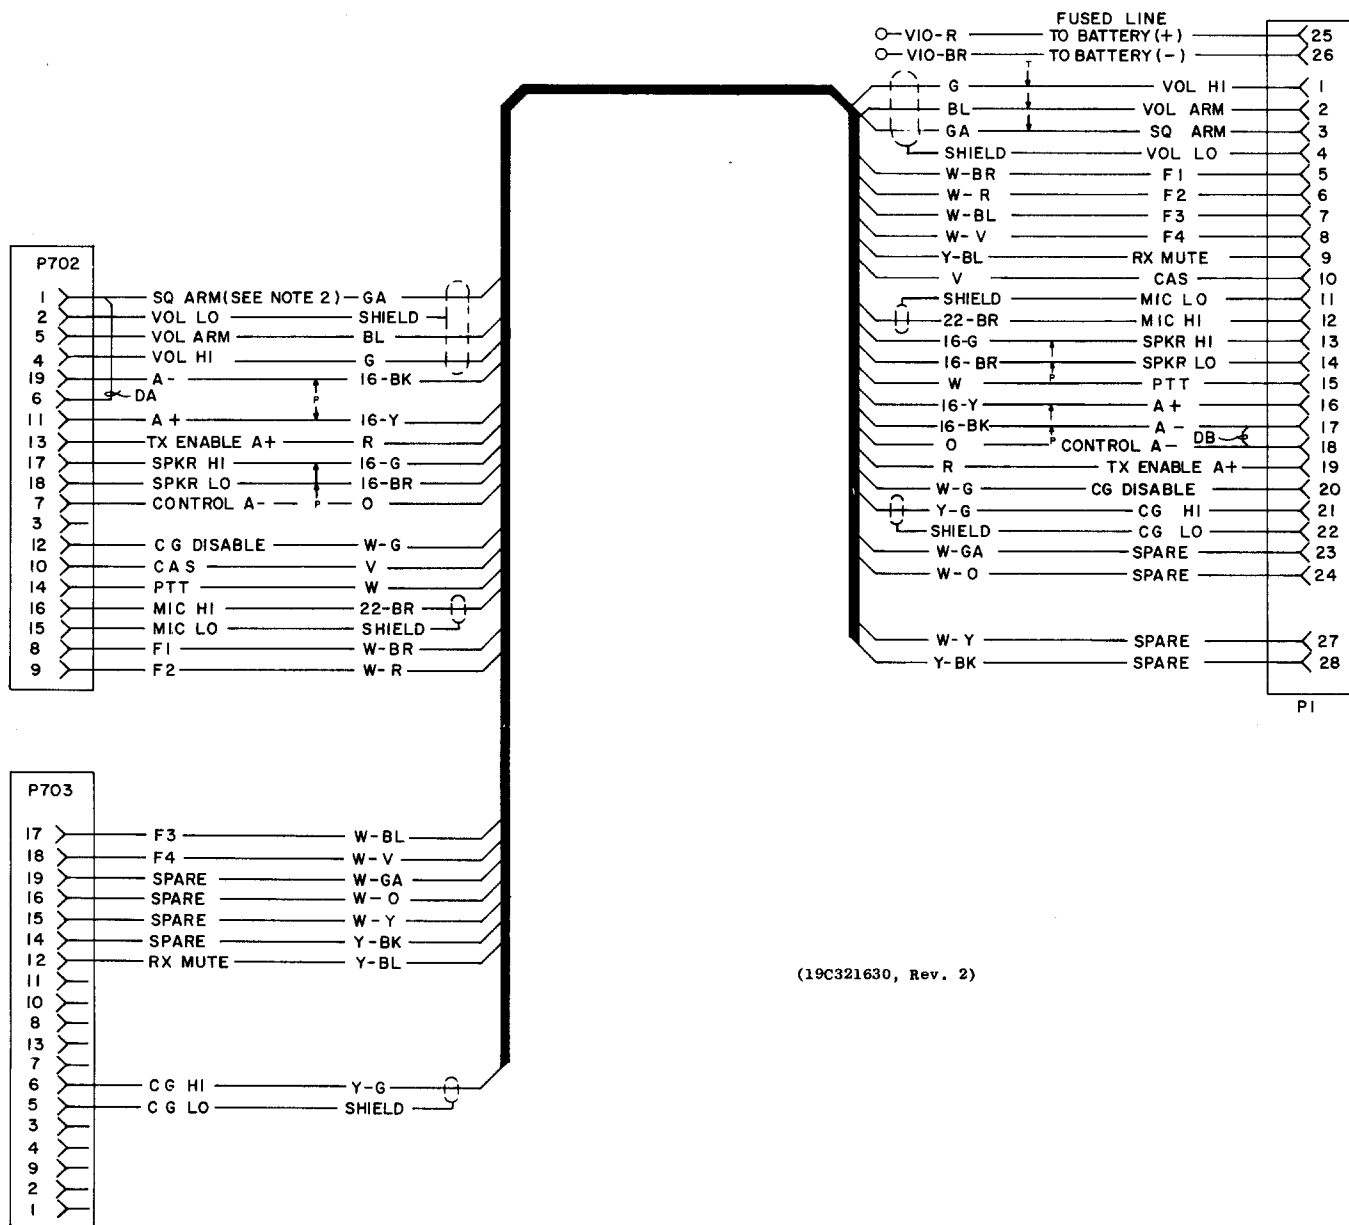 FUSED LINE
VIO-R TO BATTERY (+) 25
VIO-BR TO BATTERY (-) 26
T
G VOL HI 1
BL VOL ARM 2
GA SQ ARM 3
SHIELD VOL LO 4
W-BR F1 5
W-R F2 6
W-BL F3 7
W-V F4 8
Y-BL RX MUTE 9
V CAS 10
SHIELD MIC LO 11
22-BR MIC HI 12
16-G SPKR HI 13
16-BR SPKR LO 14
P
W PTT 15
16-Y A+ 16
16-BK A- 17
O P CONTROL A- DB 18
R TX ENABLE A+ 19
W-G CG DISABLE 20
Y-G CG HI 21
SHIELD CG LO 22
W-GA SPARE 23
W-O SPARE 24
W-Y SPARE 27
Y-BK SPARE 28
P1
P702
1 SQ ARM (SEE NOTE 2) GA
2 VOL LO SHIELD
5 VOL ARM BL
4 VOL HI G
19 A- 16-BK
6 DA P
11 A+ 16-Y
13 TX ENABLE A+ R
17 SPKR HI 16-G
18 SPKR LO 16-BR
7 CONTROL A- P O
3
12 CG DISABLE W-G
10 CAS V
14 PTT W
16 MIC HI 22-BR
15 MIC LO SHIELD
8 F1 W-BR
9 F2 W-R
P703
17 F3 W-BL
18 F4 W-V
19 SPARE W-GA
16 SPARE W-O
15 SPARE W-Y
14 SPARE Y-BK
12 RX MUTE Y-BL
11
10
8
13
7
6 CG HI Y-G
5 CG LO SHIELD
3
4
9
2
1
(19C321630, Rev. 2)